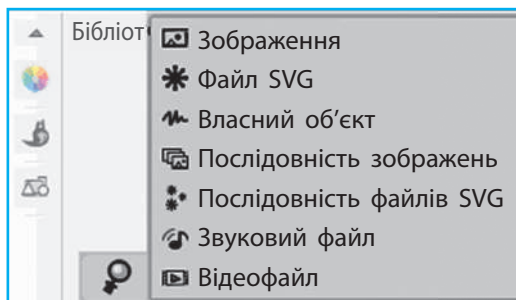 Бібліот
Зображення
Файл SVG
Власний об’єкт
Послідовність зображень
Послідовність файлів SVG
Звуковий файл
Відеофайл